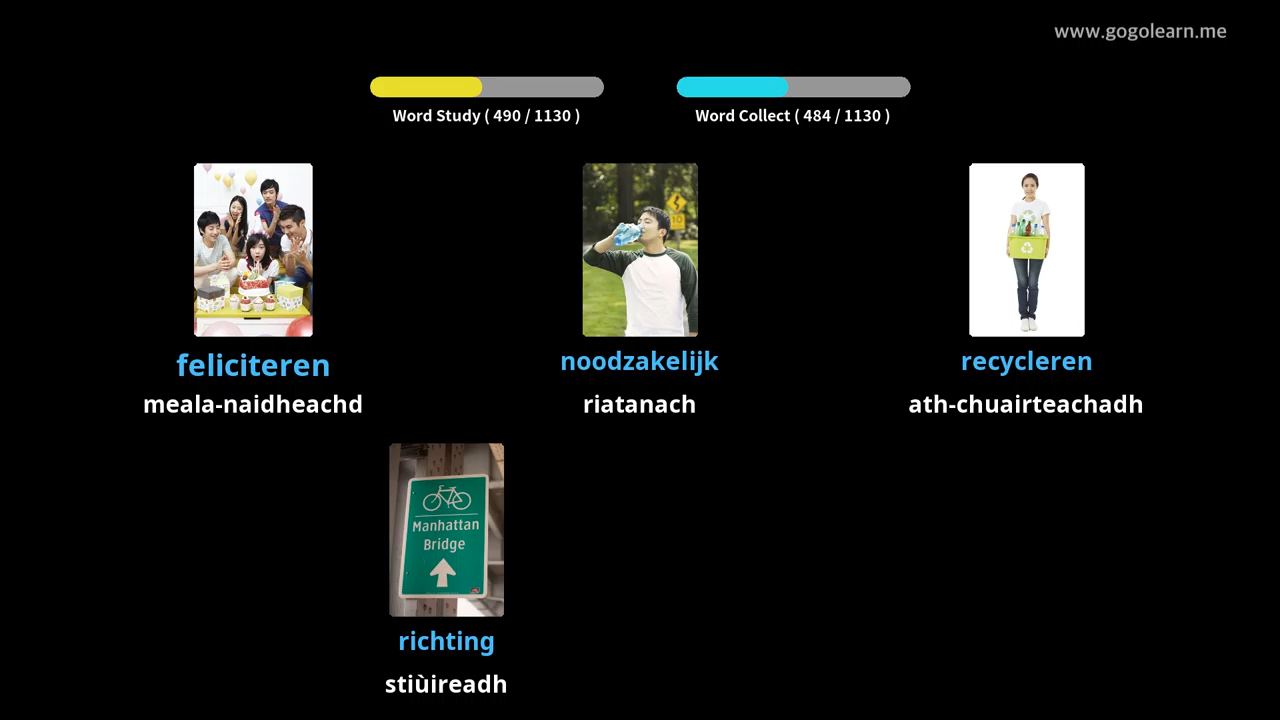 www.gogolearn.me
Word Study ( 490 / 1130 )
Word Collect ( 484 / 1130 )
feliciteren
noodzakelijk
recycleren
meala-naidheachd
riatanach
ath-chuairteachadh
Manhattan
Bridge
richting
stiùireadh